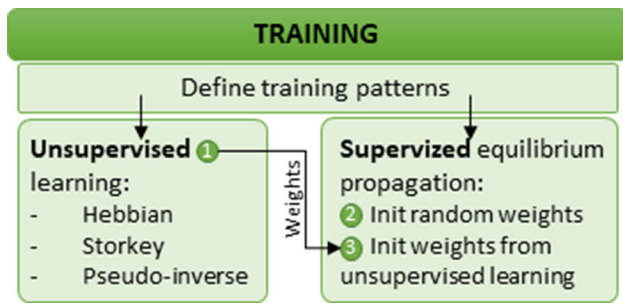 TRAINING
Define training patterns
Unsupervised 1
learning:
- Hebbian
- Storkey
- Pseudo-inverse
Weights
Supervized equilibrium
propagation:
2 Init random weights
3 Init weights from
unsupervised learning